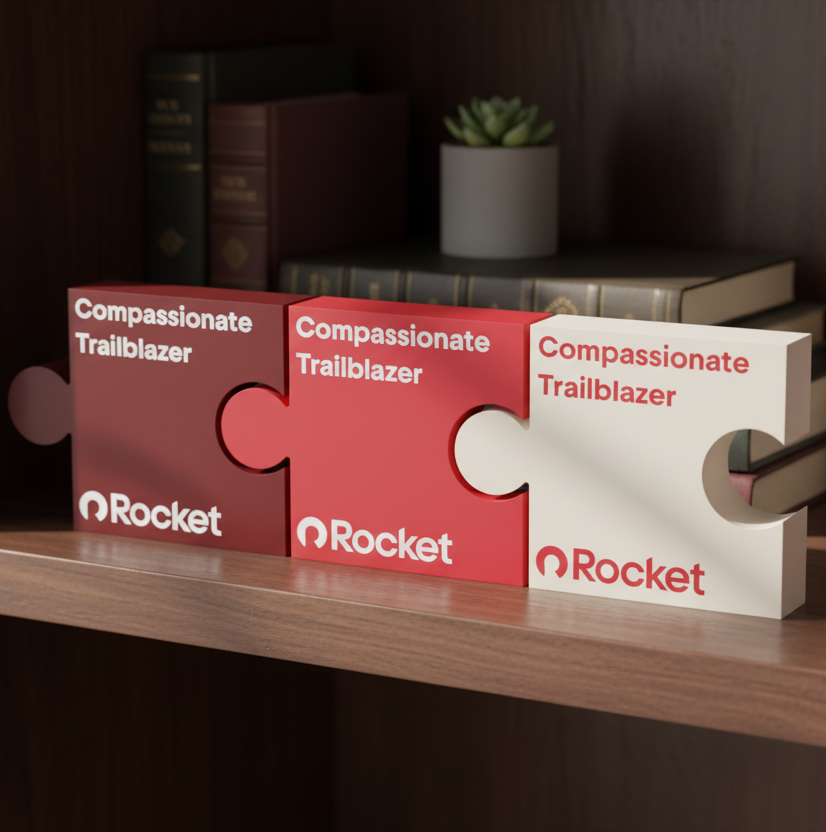 Compassionate
Trailblazer
Rocket
Compassionate
Trailblazer
Rocket
Compassionate
Trailblazer
Rocket